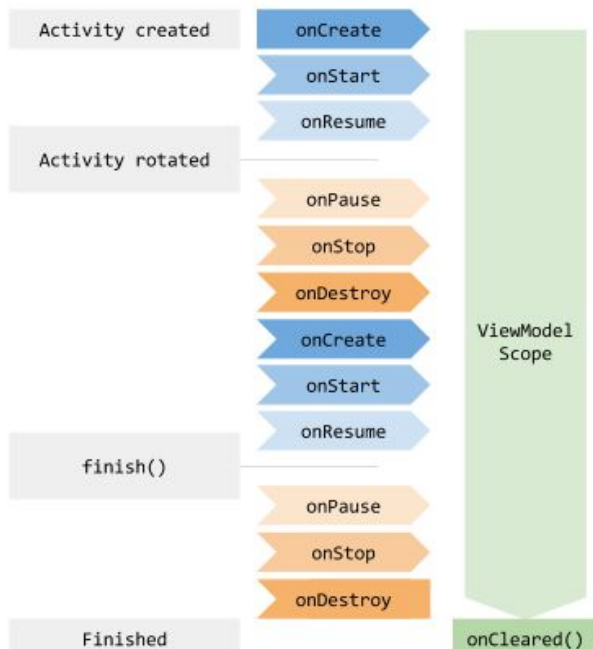 Activity created
onCreate
onStart
onResume
Activity rotated
onPause
onStop
onDestroy
onCreate
onStart
onResume
finish()
onPause
onStop
onDestroy
Finished
ViewModel
Scope
onCleared()